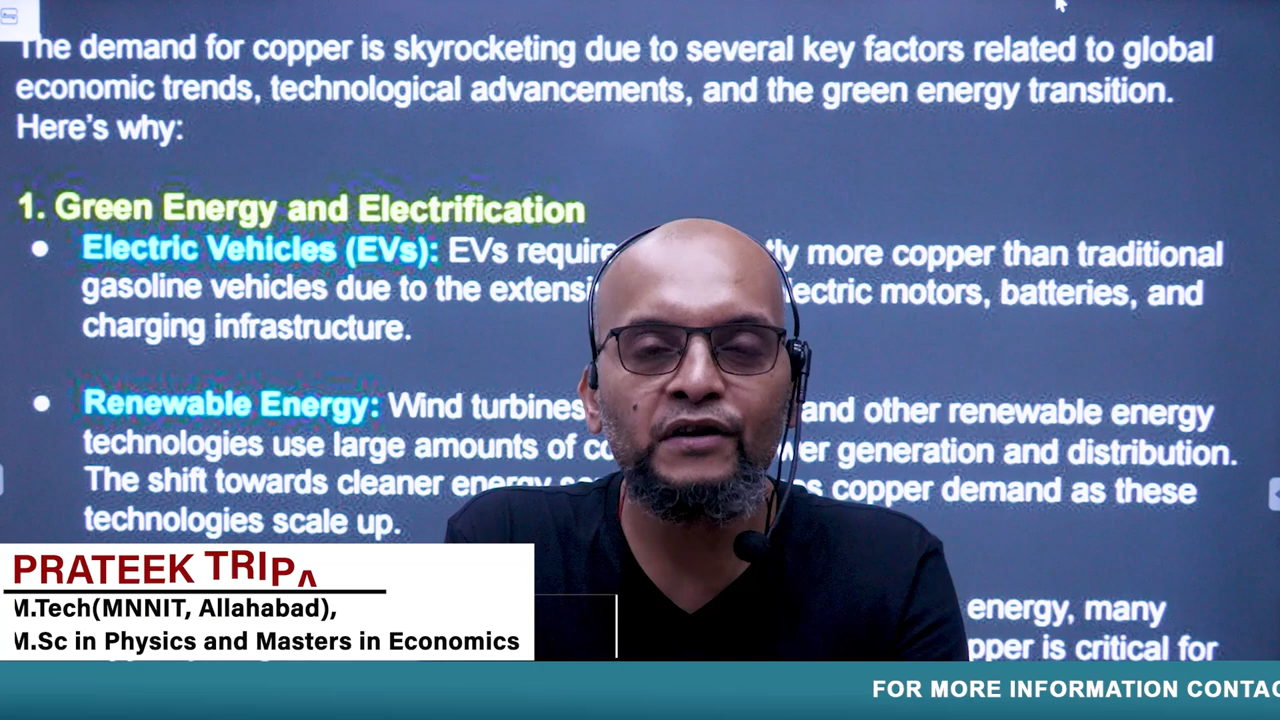 The demand for copper is skyrocketing due to several key factors related to global
economic trends, technological advancements, and the green energy transition.
Here's why:
1. Green Energy and Electrification
• Electric Vehicles (EVs): EVs require more copper than traditional
gasoline vehicles due to the motors, batteries, and
charging infrastructure.
• Renewable Energy: Wind turbines and other renewable energy
technologies use large amounts of generation and distribution.
The shift towards cleaner energy copper demand as these
technologies scale up.
energy, many
is critical for
PRATEEK TRIPA
M.Tech(MNNIT, Allahabad),
M.Sc in Physics and Masters in Economics
FOR MORE INFORMATION CONTAC